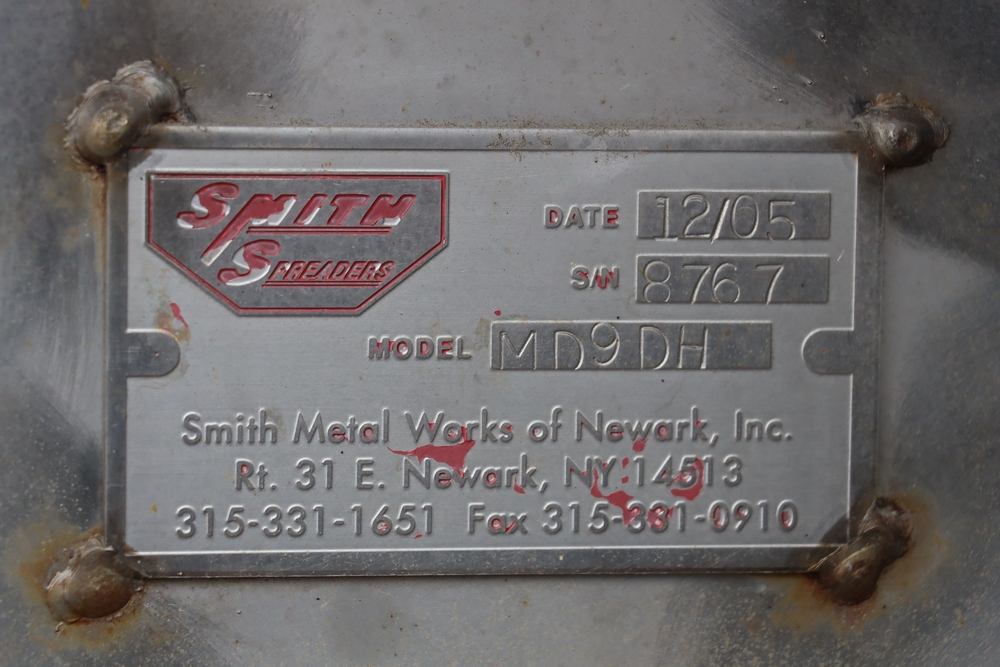 SMITH
SPREADERS
DATE 12/05
S/N 8767
MODEL MD9DH
Smith Metal Works of Newark, Inc.
Rt. 31 E. Newark, NY 14513
315-331-1651 Fax 315-331-0910